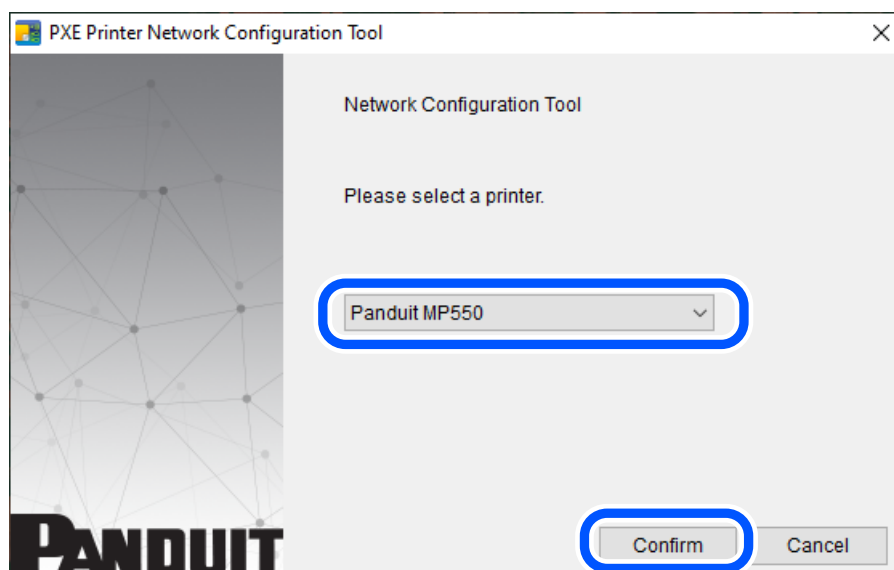 PXE Printer Network Configuration Tool
Network Configuration Tool
Please select a printer.
Panduit MP550
PANDUIT
Confirm
Cancel